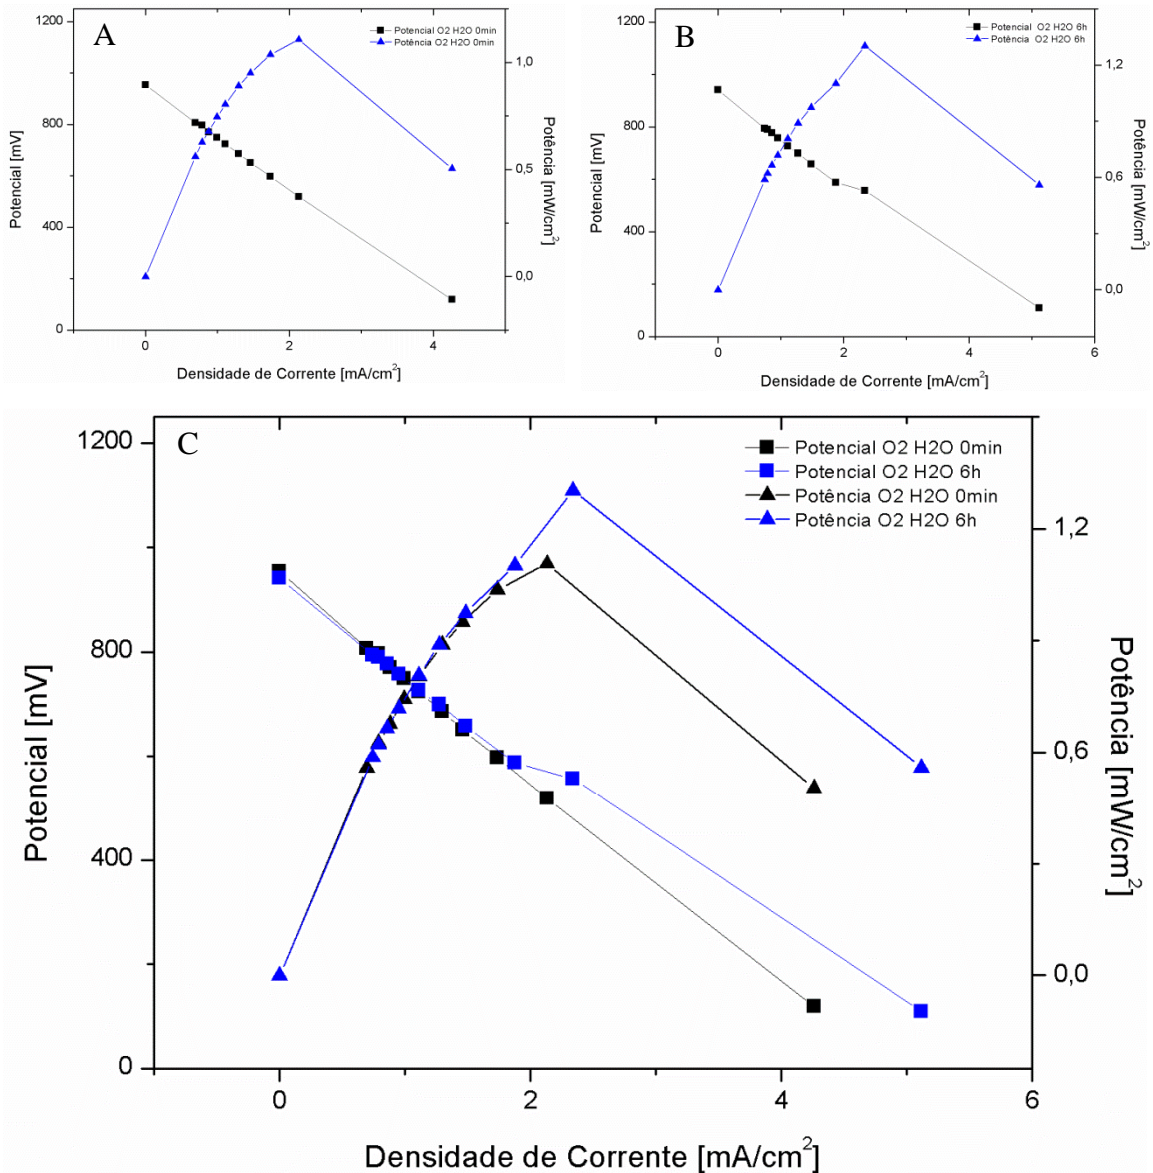 A
Potencial O2 H2O 0min
Potência O2 H2O 0min
1200
800
400
0
Potencial [mV]
1,0
0,5
0,0
Potência [mW/cm²]
0
2
4
Densidade de Corrente [mA/cm²]
B
Potencial O2 H2O 6h
Potência O2 H2O 6h
1200
800
400
0
Potencial [mV]
1,2
0,6
0,0
Potência [mW/cm²]
0
2
4
6
Densidade de Corrente [mA/cm²]
C
Potencial O2 H2O 0min
Potencial O2 H2O 6h
Potência O2 H2O 0min
Potência O2 H2O 6h
1200
800
400
0
Potencial [mV]
1,2
0,6
0,0
Potência [mW/cm²]
0
2
4
6
Densidade de Corrente [mA/cm²]